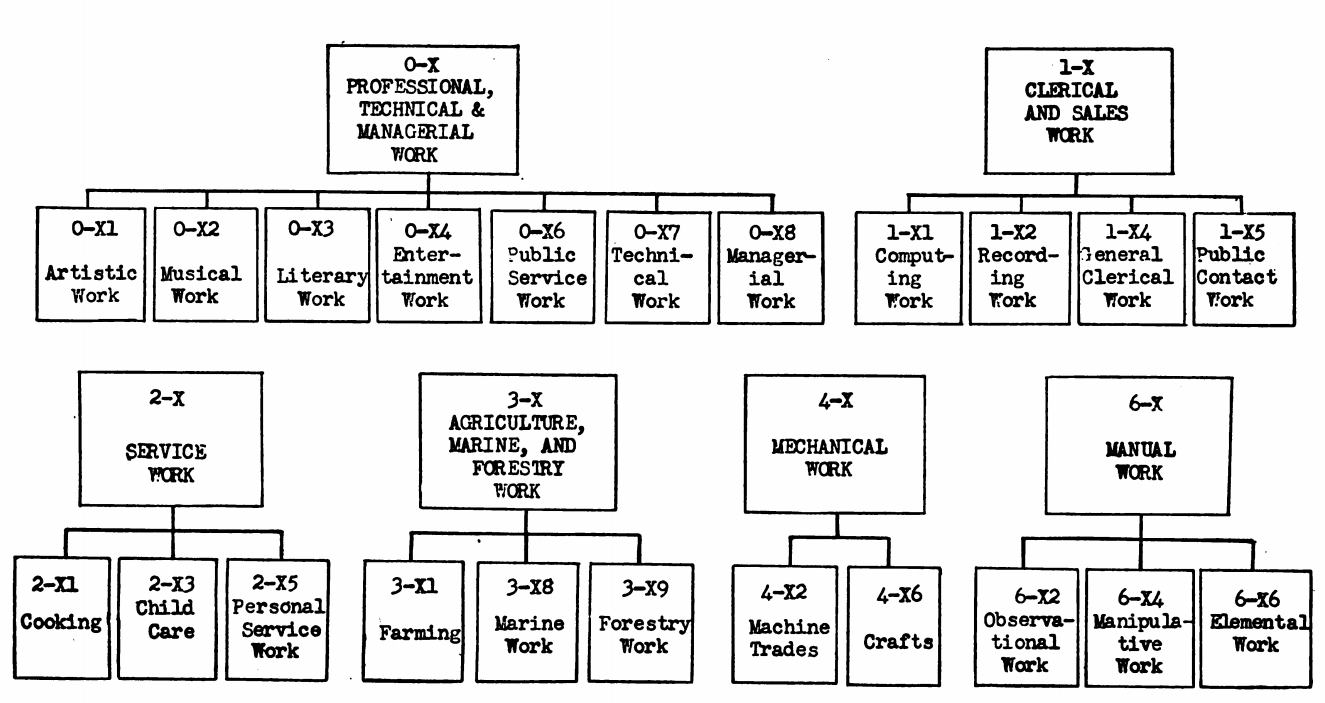 0-X
PROFESSIONAL,
TECHNICAL &
MANAGERIAL
WORK
1-X
CLERICAL
AND SALES
WORK
0-X1
Artistic
Work
0-X2
Musical
Work
0-X3
Literary
Work
0-X4
Enter-
tainment
Work
0-X6
Public
Service
Work
0-X7
Techni-
cal
Work
0-X8
Manager-
ial
Work
1-X1
Comput-
ing
Work
1-X2
Record-
ing
Work
1-X4
General
Clerical
Work
1-X5
Public
Contact
Work
2-X
SERVICE
WORK
3-X
AGRICULTURE,
MARINE, AND
FORESTRY
WORK
4-X
MECHANICAL
WORK
6-X
MANUAL
WORK
2-X1
Cooking
2-X3
Child
Care
2-X5
Personal
Service
Work
3-X1
Farming
3-X8
Marine
Work
3-X9
Forestry
Work
4-X2
Machine
Trades
4-X6
Crafts
6-X2
Observa-
tional
Work
6-X4
Manipula-
tive
Work
6-X6
Elemental
Work